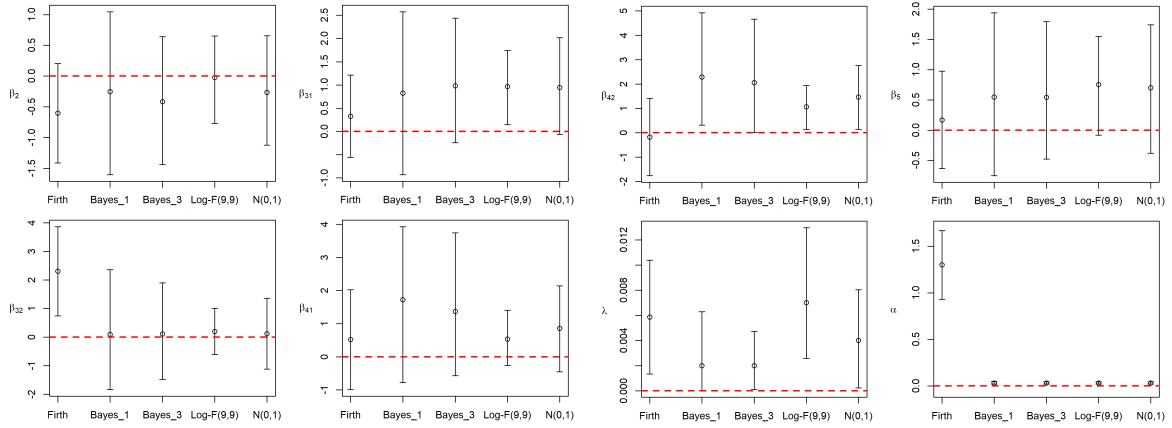 β2
-1.5 -1.0 -0.5 0.0 0.5 1.0
Firth Bayes_1 Bayes_3 Log-F(9,9) N(0,1)
β31
-1.0 0.0 0.5 1.0 1.5 2.0 2.5
Firth Bayes_1 Bayes_3 Log-F(9,9) N(0,1)
β42
-2 -1 0 1 2 3 4 5
Firth Bayes_1 Bayes_3 Log-F(9,9) N(0,1)
β5
-0.5 0.0 0.5 1.0 1.5 2.0
Firth Bayes_1 Bayes_3 Log-F(9,9) N(0,1)
β32
-2 -1 0 1 2 3 4
Firth Bayes_1 Bayes_3 Log-F(9,9) N(0,1)
β41
-1 0 1 2 3 4
Firth Bayes_1 Bayes_3 Log-F(9,9) N(0,1)
λ
0.000 0.004 0.008 0.012
Firth Bayes_1 Bayes_3 Log-F(9,9) N(0,1)
α
0.0 0.5 1.0 1.5
Firth Bayes_1 Bayes_3 Log-F(9,9) N(0,1)